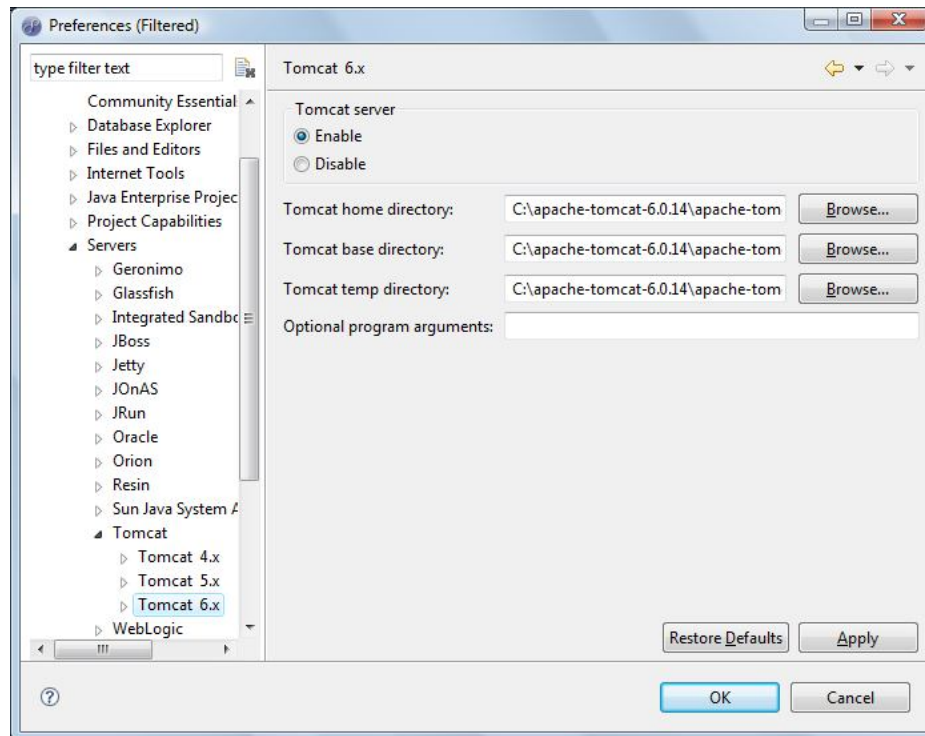 Preferences (Filtered)
type filter text
Community Essential
Database Explorer
Files and Editors
Internet Tools
Java Enterprise Projec
Project Capabilities
Servers
Geronimo
Glassfish
Integrated Sandbo
JBoss
Jetty
JOnAS
JRun
Oracle
Orion
Resin
Sun Java System A
Tomcat
Tomcat 4.x
Tomcat 5.x
Tomcat 6.x
WebLogic
Tomcat 6.x
Tomcat server
Enable
Disable
Tomcat home directory: C:\apache-tomcat-6.0.14\apache-tom Browse...
Tomcat base directory: C:\apache-tomcat-6.0.14\apache-tom Browse...
Tomcat temp directory: C:\apache-tomcat-6.0.14\apache-tom Browse...
Optional program arguments:
Restore Defaults Apply
OK Cancel